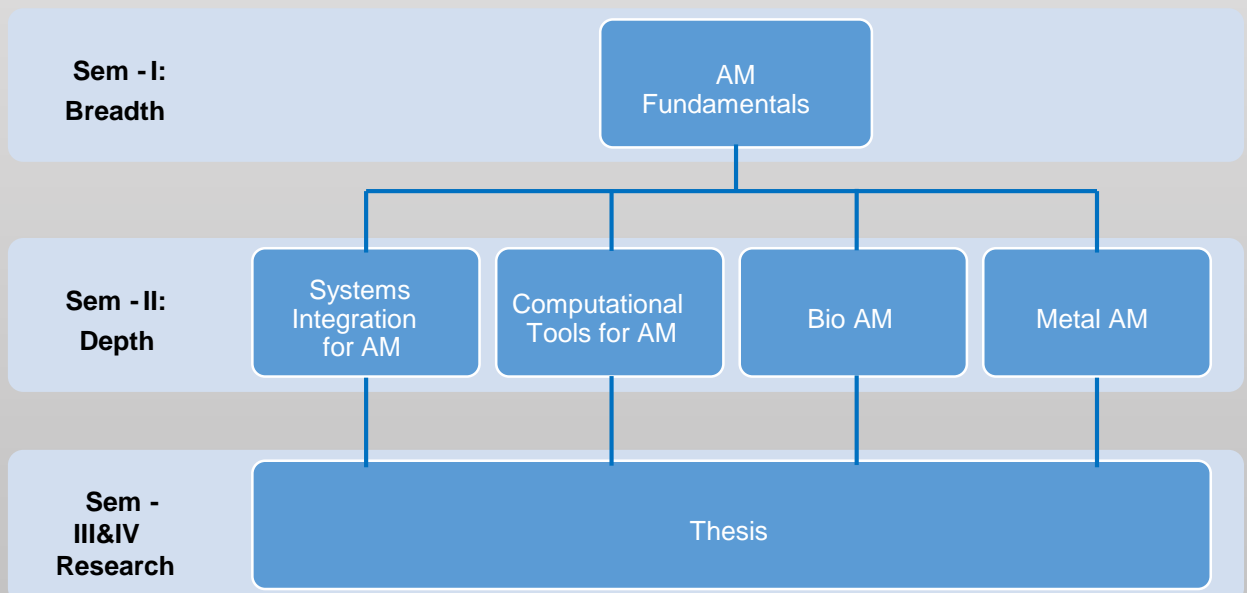 Sem - I:
Breadth
AM
Fundamentals
Sem - II:
Depth
Systems
Integration
for AM
Computational
Tools for AM
Bio AM
Metal AM
Sem -
III&IV
Research
Thesis